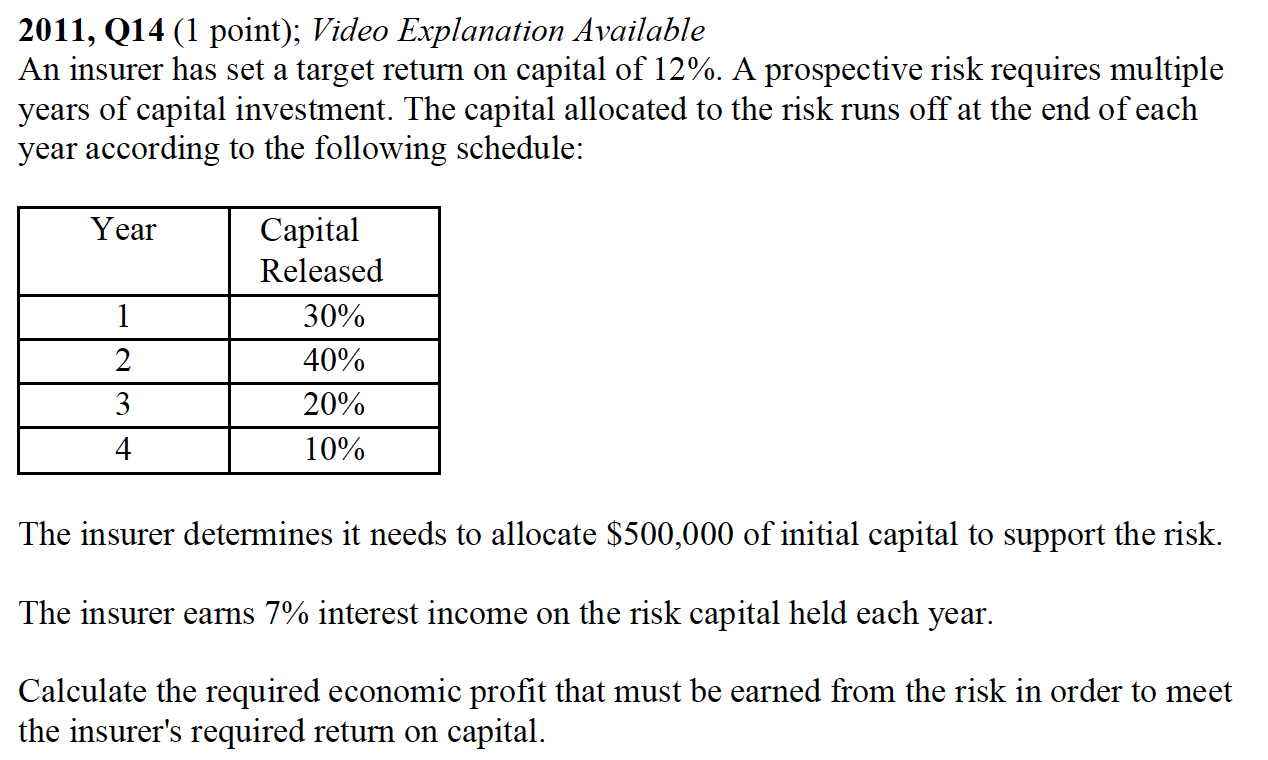 2011, Q14 (1 point); Video Explanation Available
An insurer has set a target return on capital of 12%. A prospective risk requires multiple
years of capital investment. The capital allocated to the risk runs off at the end of each
year according to the following schedule:
Year
Capital
Released
1 30%
2 40%
3 20%
4 10%
The insurer determines it needs to allocate $500,000 of initial capital to support the risk.
The insurer earns 7% interest income on the risk capital held each year.
Calculate the required economic profit that must be earned from the risk in order to meet
the insurer's required return on capital.